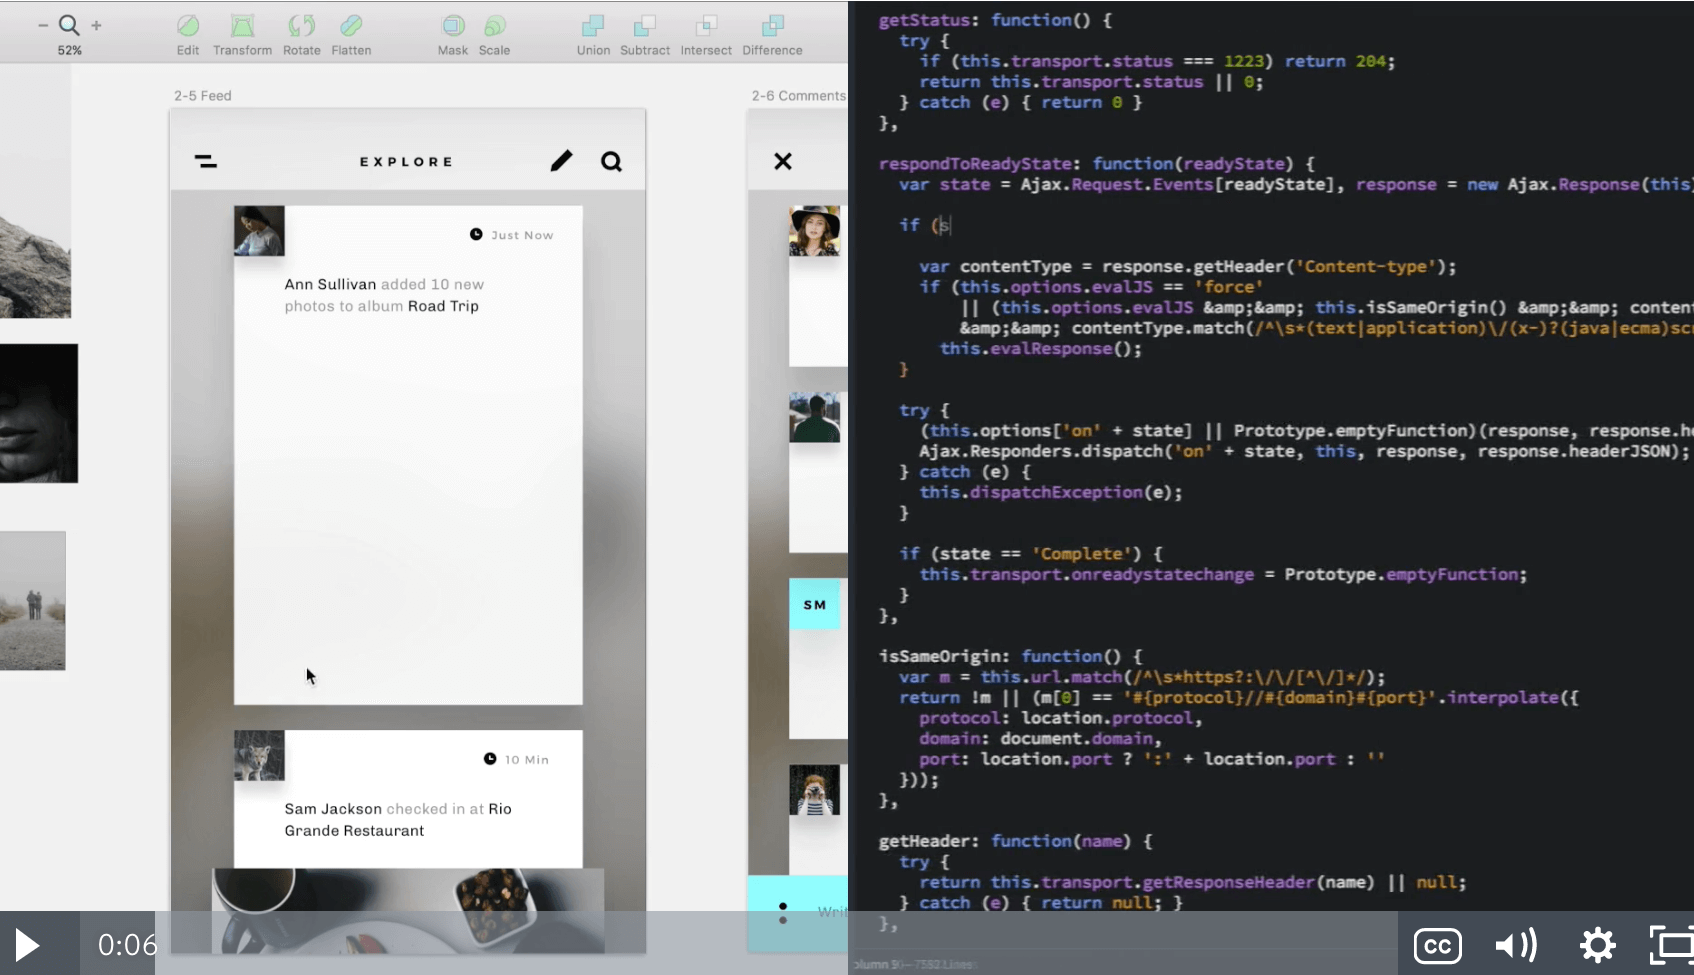 52%
Edit Transform Rotate Flatten Mask Scale Union Subtract Intersect Difference
2-5 Feed
EXPLORE
Just Now
Ann Sullivan added 10 new
photos to album Road Trip
10 Min
Sam Jackson checked in at Rio
Grande Restaurant
2-6 Comments
SM
Writ
getStatus: function() {
try {
if (this.transport.status === 1223) return 204;
return this.transport.status || 0;
} catch (e) { return 0 }
},
respondToReadyState: function(readyState) {
var state = Ajax.Request.Events[readyState], response = new Ajax.Response(this)
if (s
var contentType = response.getHeader('Content-type');
if (this.options.evalJS == 'force'
|| (this.options.evalJS &amp;&amp; this.isSameOrigin() &amp;&amp; conten
&amp;&amp; contentType.match(/^\s*(text|application)\/(x-)?(java|ecma)scr
this.evalResponse();
}
try {
(this.options['on' + state] || Prototype.emptyFunction)(response, response.he
Ajax.Responders.dispatch('on' + state, this, response, response.headerJSON);
} catch (e) {
this.dispatchException(e);
}
if (state == 'Complete') {
this.transport.onreadystatechange = Prototype.emptyFunction;
}
},
isSameOrigin: function() {
var m = this.url.match(/^\s*https?:\/\/[^\/]*/);
return !m || (m[0] == '#{protocol}//#{domain}#{port}'.interpolate({
protocol: location.protocol,
domain: document.domain,
port: location.port ? ':' + location.port : ''
}));
},
getHeader: function(name) {
try {
return this.transport.getResponseHeader(name) || null;
} catch (e) { return null; }
},
0:06
CC